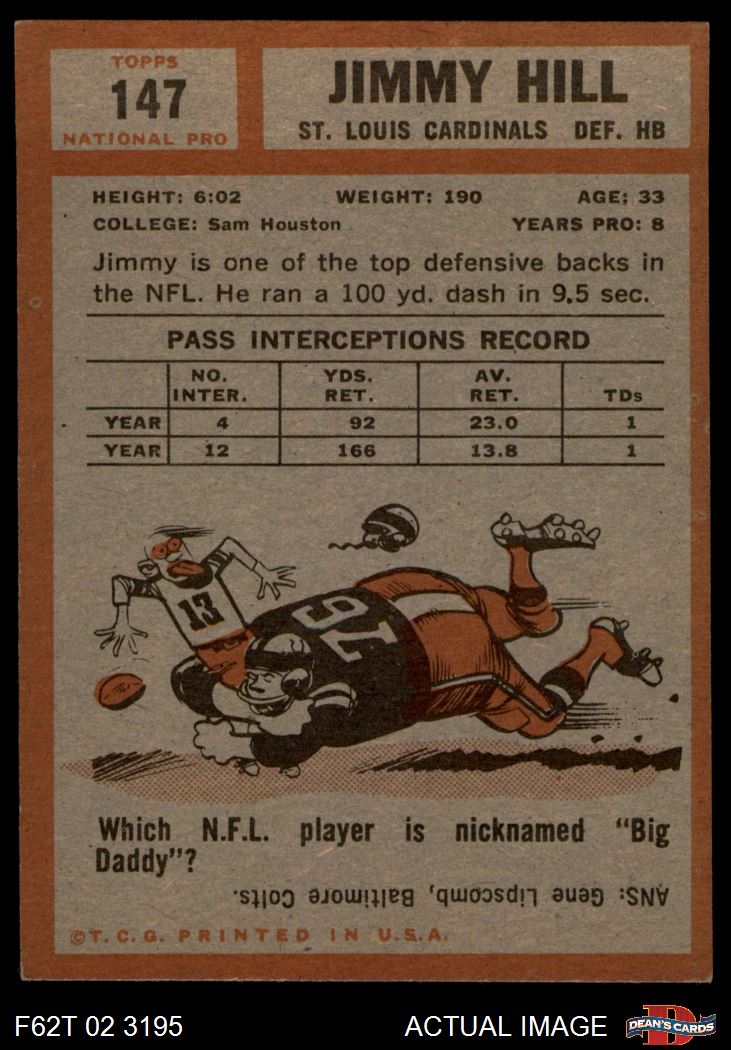 TOPPS
147
NATIONAL PRO
JIMMY HILL
ST. LOUIS CARDINALS DEF. HB
HEIGHT: 6:02 WEIGHT: 190 AGE: 33
COLLEGE: Sam Houston YEARS PRO: 8
Jimmy is one of the top defensive backs in
the NFL. He ran a 100 yd. dash in 9.5 sec.
PASS INTERCEPTIONS RECORD
NO. INTER. YDS. RET. AV. RET. TDs
YEAR 4 92 23.0 1
YEAR 12 166 13.8 1
13
76
Which N.F.L. player is nicknamed "Big
Daddy"?
ANS: Gene Lipscomb, Baltimore Colts.
©T.C.G. PRINTED IN U.S.A.
F62T 02 3195 ACTUAL IMAGE
D
DEAN'S CARDS